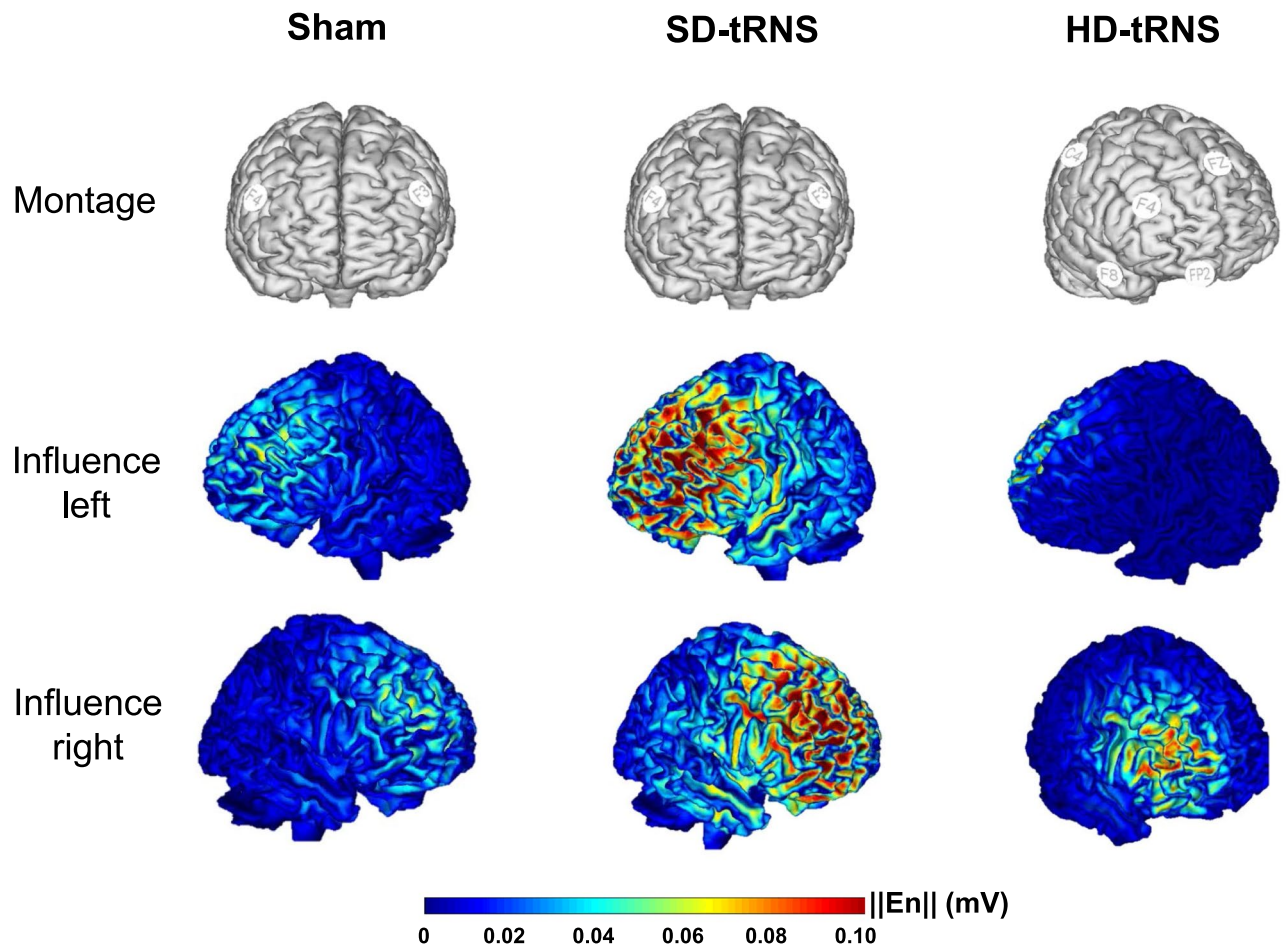 Sham SD-tRNS HD-tRNS
Montage
F4 F3
F4 F3
C4 FZ
F4
F8 FP2
Influence
left
Influence
right
||En|| (mV)
0 0.02 0.04 0.06 0.08 0.10